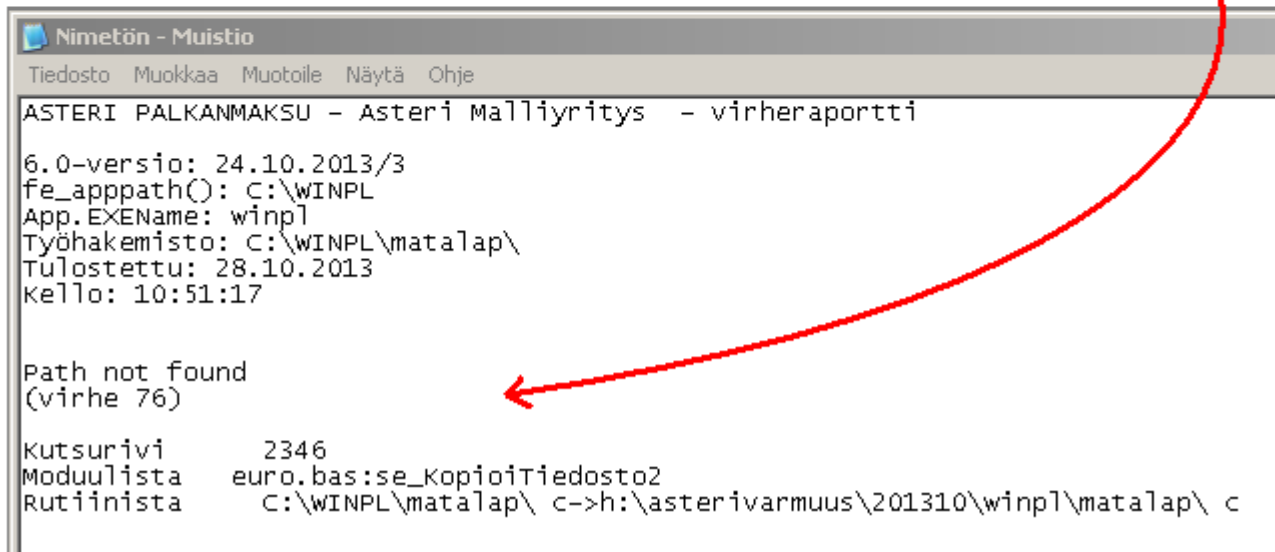 Nimetön - Muistio
Tiedosto Muokkaa Muotoile Näytä Ohje
ASTERI PALKANMAKSU - Asteri Malliyritys - virheraportti
6.0-versio: 24.10.2013/3
fe_apppath(): C:\WINPL
App.EXEName: winpl
Työhakemisto: C:\WINPL\matalap\
Tulostettu: 28.10.2013
Kello: 10:51:17
Path not found
(virhe 76)
Kutsurivi 2346
Moduulista euro.bas:se_KopioiTiedosto2
Rutiinista C:\WINPL\matalap\ c->h:\asterivarmuus\201310\winpl\matalap\ c